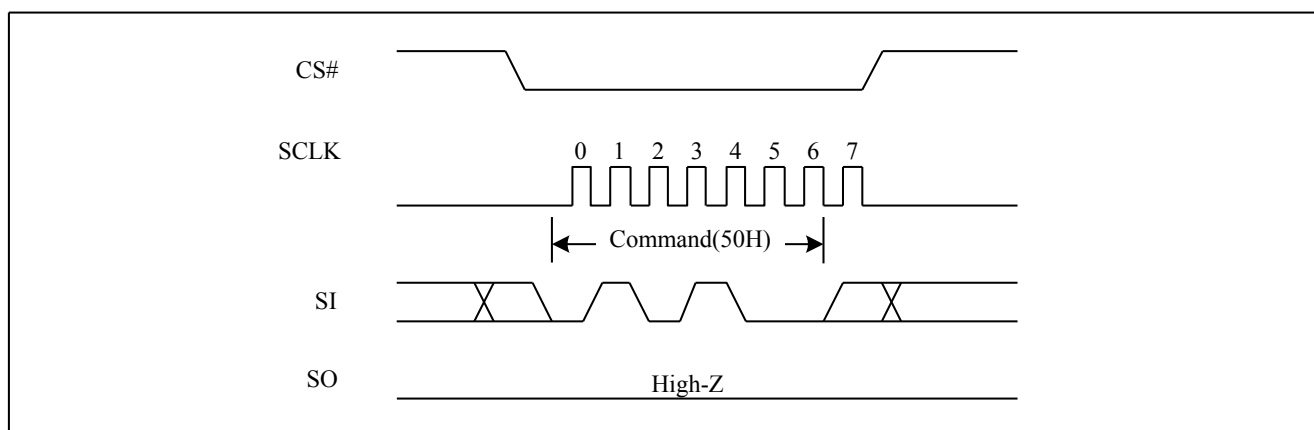 CS#
SCLK
0 1 2 3 4 5 6 7
Command(50H)
SI
SO
High-Z